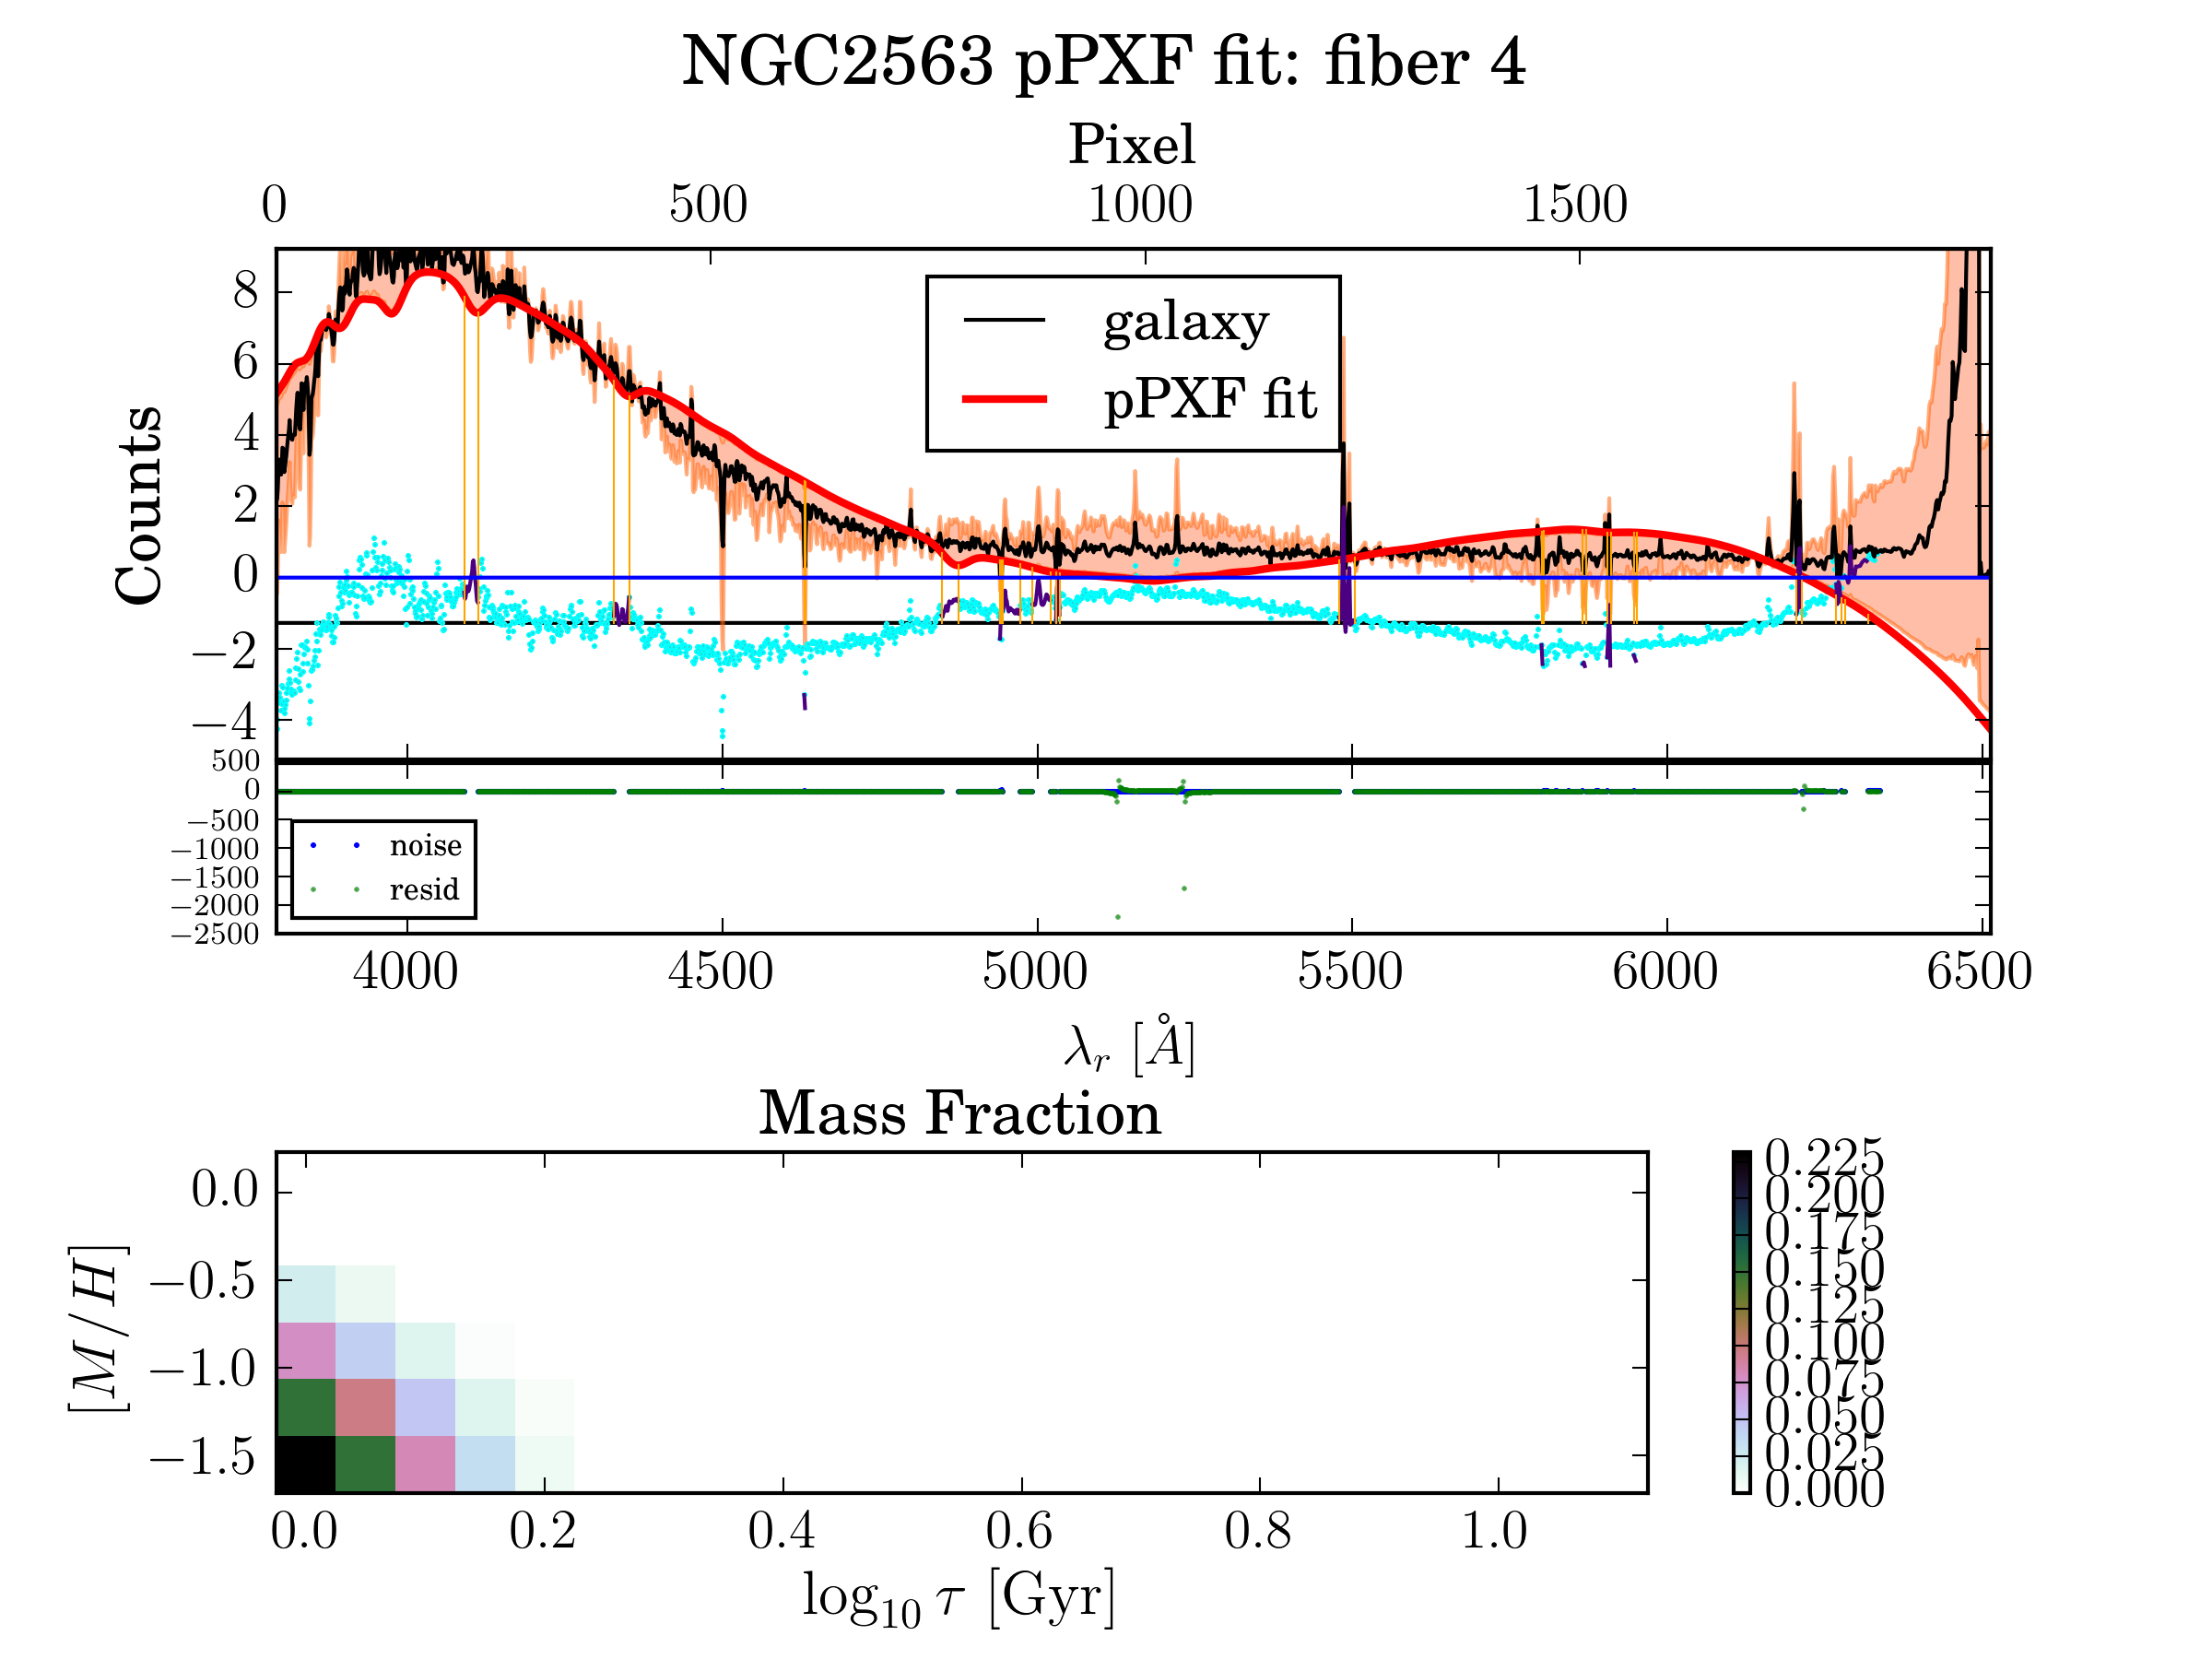 NGC2563 pPXF fit: fiber 4
Pixel
0 500 1000 1500
8
6
4
2
0
−2
−4
Counts
galaxy
pPXF fit
500
0
−500
−1000
−1500
−2000
−2500
noise
resid
4000 4500 5000 5500 6000 6500
λr [Å]
Mass Fraction
0.0
−0.5
−1.0
−1.5
[M/H]
0.225
0.200
0.175
0.150
0.125
0.100
0.075
0.050
0.025
0.000
0.0 0.2 0.4 0.6 0.8 1.0
log10 τ [Gyr]